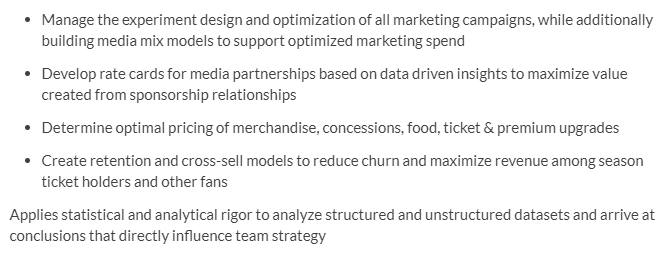 • Manage the experiment design and optimization of all marketing campaigns, while additionally
building media mix models to support optimized marketing spend
• Develop rate cards for media partnerships based on data driven insights to maximize value
created from sponsorship relationships
• Determine optimal pricing of merchandise, concessions, food, ticket & premium upgrades
• Create retention and cross-sell models to reduce churn and maximize revenue among season
ticket holders and other fans
Applies statistical and analytical rigor to analyze structured and unstructured datasets and arrive at
conclusions that directly influence team strategy